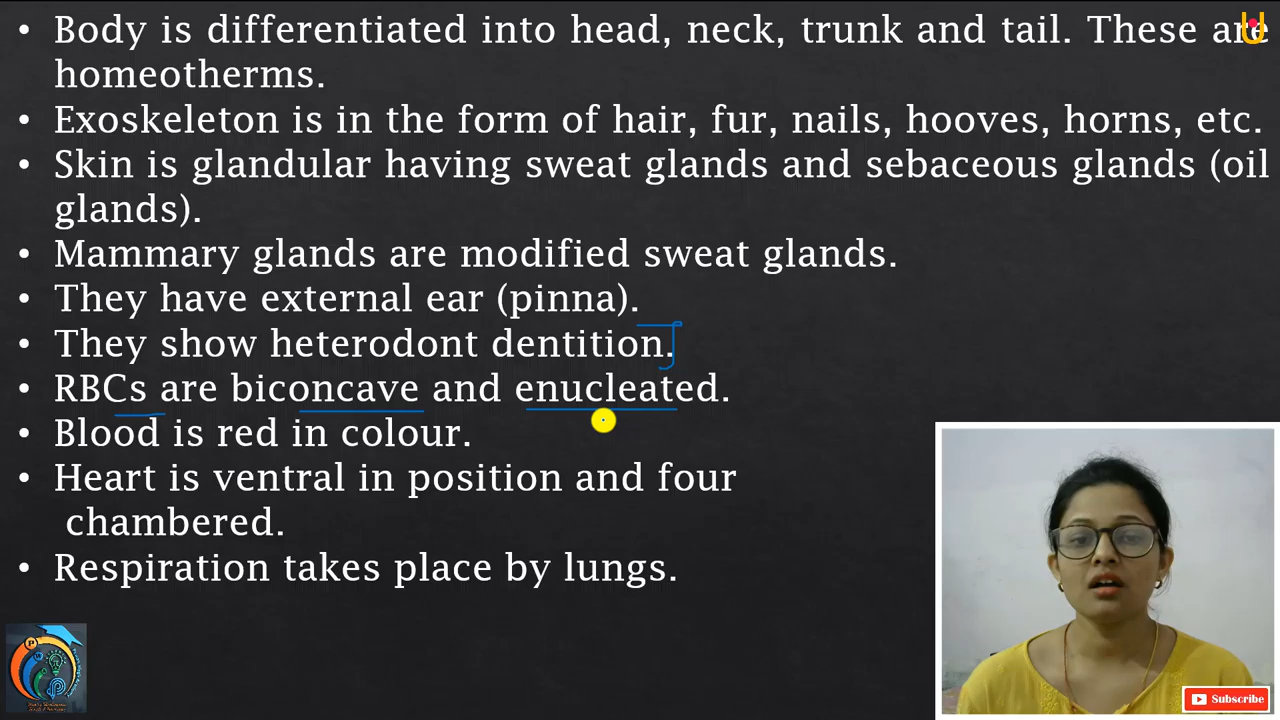 • Body is differentiated into head, neck, trunk and tail. These are
homeotherms.
• Exoskeleton is in the form of hair, fur, nails, hooves, horns, etc.
• Skin is glandular having sweat glands and sebaceous glands (oil
glands).
• Mammary glands are modified sweat glands.
• They have external ear (pinna).
• They show heterodont dentition.
• RBCs are biconcave and enucleated.
• Blood is red in colour.
• Heart is ventral in position and four
chambered.
• Respiration takes place by lungs.
Subscribe